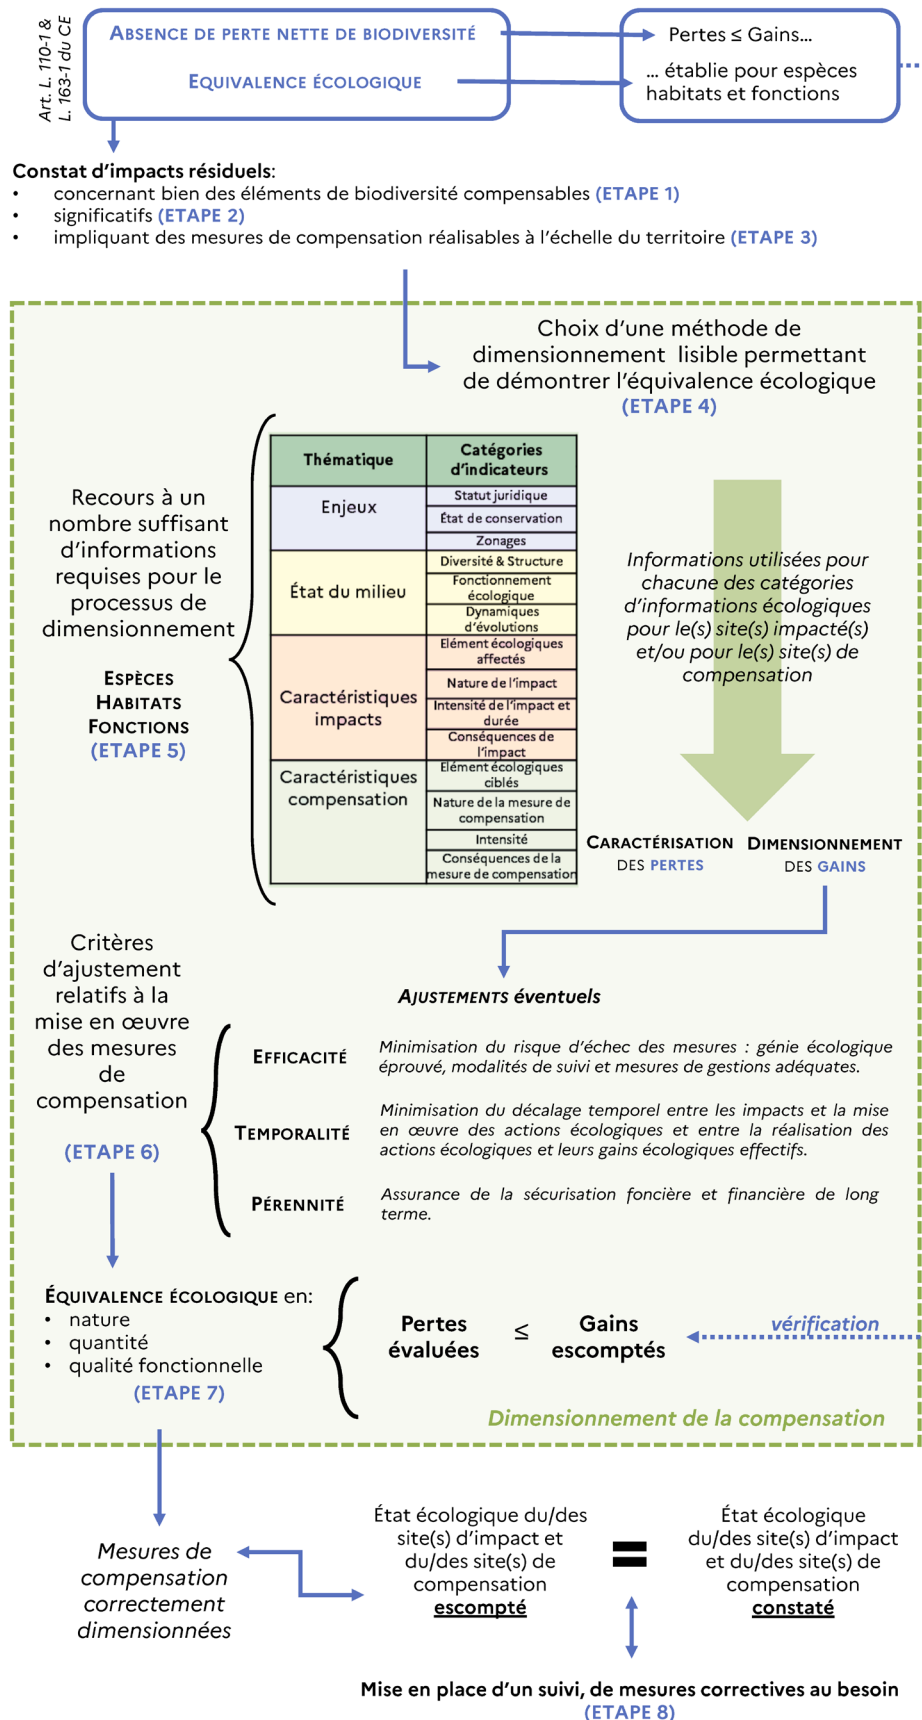 Art. L. 110-1 &
L. 163-1 du CE
ABSENCE DE PERTE NETTE DE BIODIVERSITÉ
EQUIVALENCE ÉCOLOGIQUE
Pertes ≤ Gains...
... établie pour espèces
habitats et fonctions
Constat d'impacts résiduels:
• concernant bien des éléments de biodiversité compensables (ETAPE 1)
• significatifs (ETAPE 2)
• impliquant des mesures de compensation réalisables à l'échelle du territoire (ETAPE 3)
Choix d'une méthode de
dimensionnement lisible permettant
de démontrer l'équivalence écologique
(ETAPE 4)
Recours à un
nombre suffisant
d'informations
requises pour le
processus de
dimensionnement
ESPÈCES
HABITATS
FONCTIONS
(ETAPE 5)
Thématique
Catégories
d'indicateurs
Enjeux
Statut juridique
État de conservation
Zonages
État du milieu
Diversité & Structure
Fonctionnement
écologique
Dynamiques
d'évolutions
Caractéristiques
impacts
Elément écologiques
affectés
Nature de l'impact
Intensité de l'impact et
durée
Conséquences de
l'impact
Caractéristiques
compensation
Elément écologiques
ciblés
Nature de la mesure de
compensation
Intensité
Conséquences de la
mesure de compensation
Informations utilisées pour
chacune des catégories
d'informations écologiques
pour le(s) site(s) impacté(s)
et/ou pour le(s) site(s) de
compensation
CARACTÉRISATION
DES PERTES
DIMENSIONNEMENT
DES GAINS
Critères
d'ajustement
relatifs à la
mise en œuvre
des mesures
de
compensation
(ETAPE 6)
AJUSTEMENTS éventuels
EFFICACITÉ
Minimisation du risque d'échec des mesures : génie écologique
éprouvé, modalités de suivi et mesures de gestions adéquates.
TEMPORALITÉ
Minimisation du décalage temporel entre les impacts et la mise
en œuvre des actions écologiques et entre la réalisation des
actions écologiques et leurs gains écologiques effectifs.
PÉRENNITÉ
Assurance de la sécurisation foncière et financière de long
terme.
ÉQUIVALENCE ÉCOLOGIQUE en:
• nature
• quantité
• qualité fonctionnelle
(ETAPE 7)
Pertes
évaluées
≤
Gains
escomptés
vérification
Dimensionnement de la compensation
Mesures de
compensation
correctement
dimensionnées
État écologique du/des
site(s) d'impact et
du/des site(s) de
compensation
escompté
=
État écologique
du/des site(s) d'impact
et du/des site(s) de
compensation
constaté
Mise en place d'un suivi, de mesures correctives au besoin
(ETAPE 8)